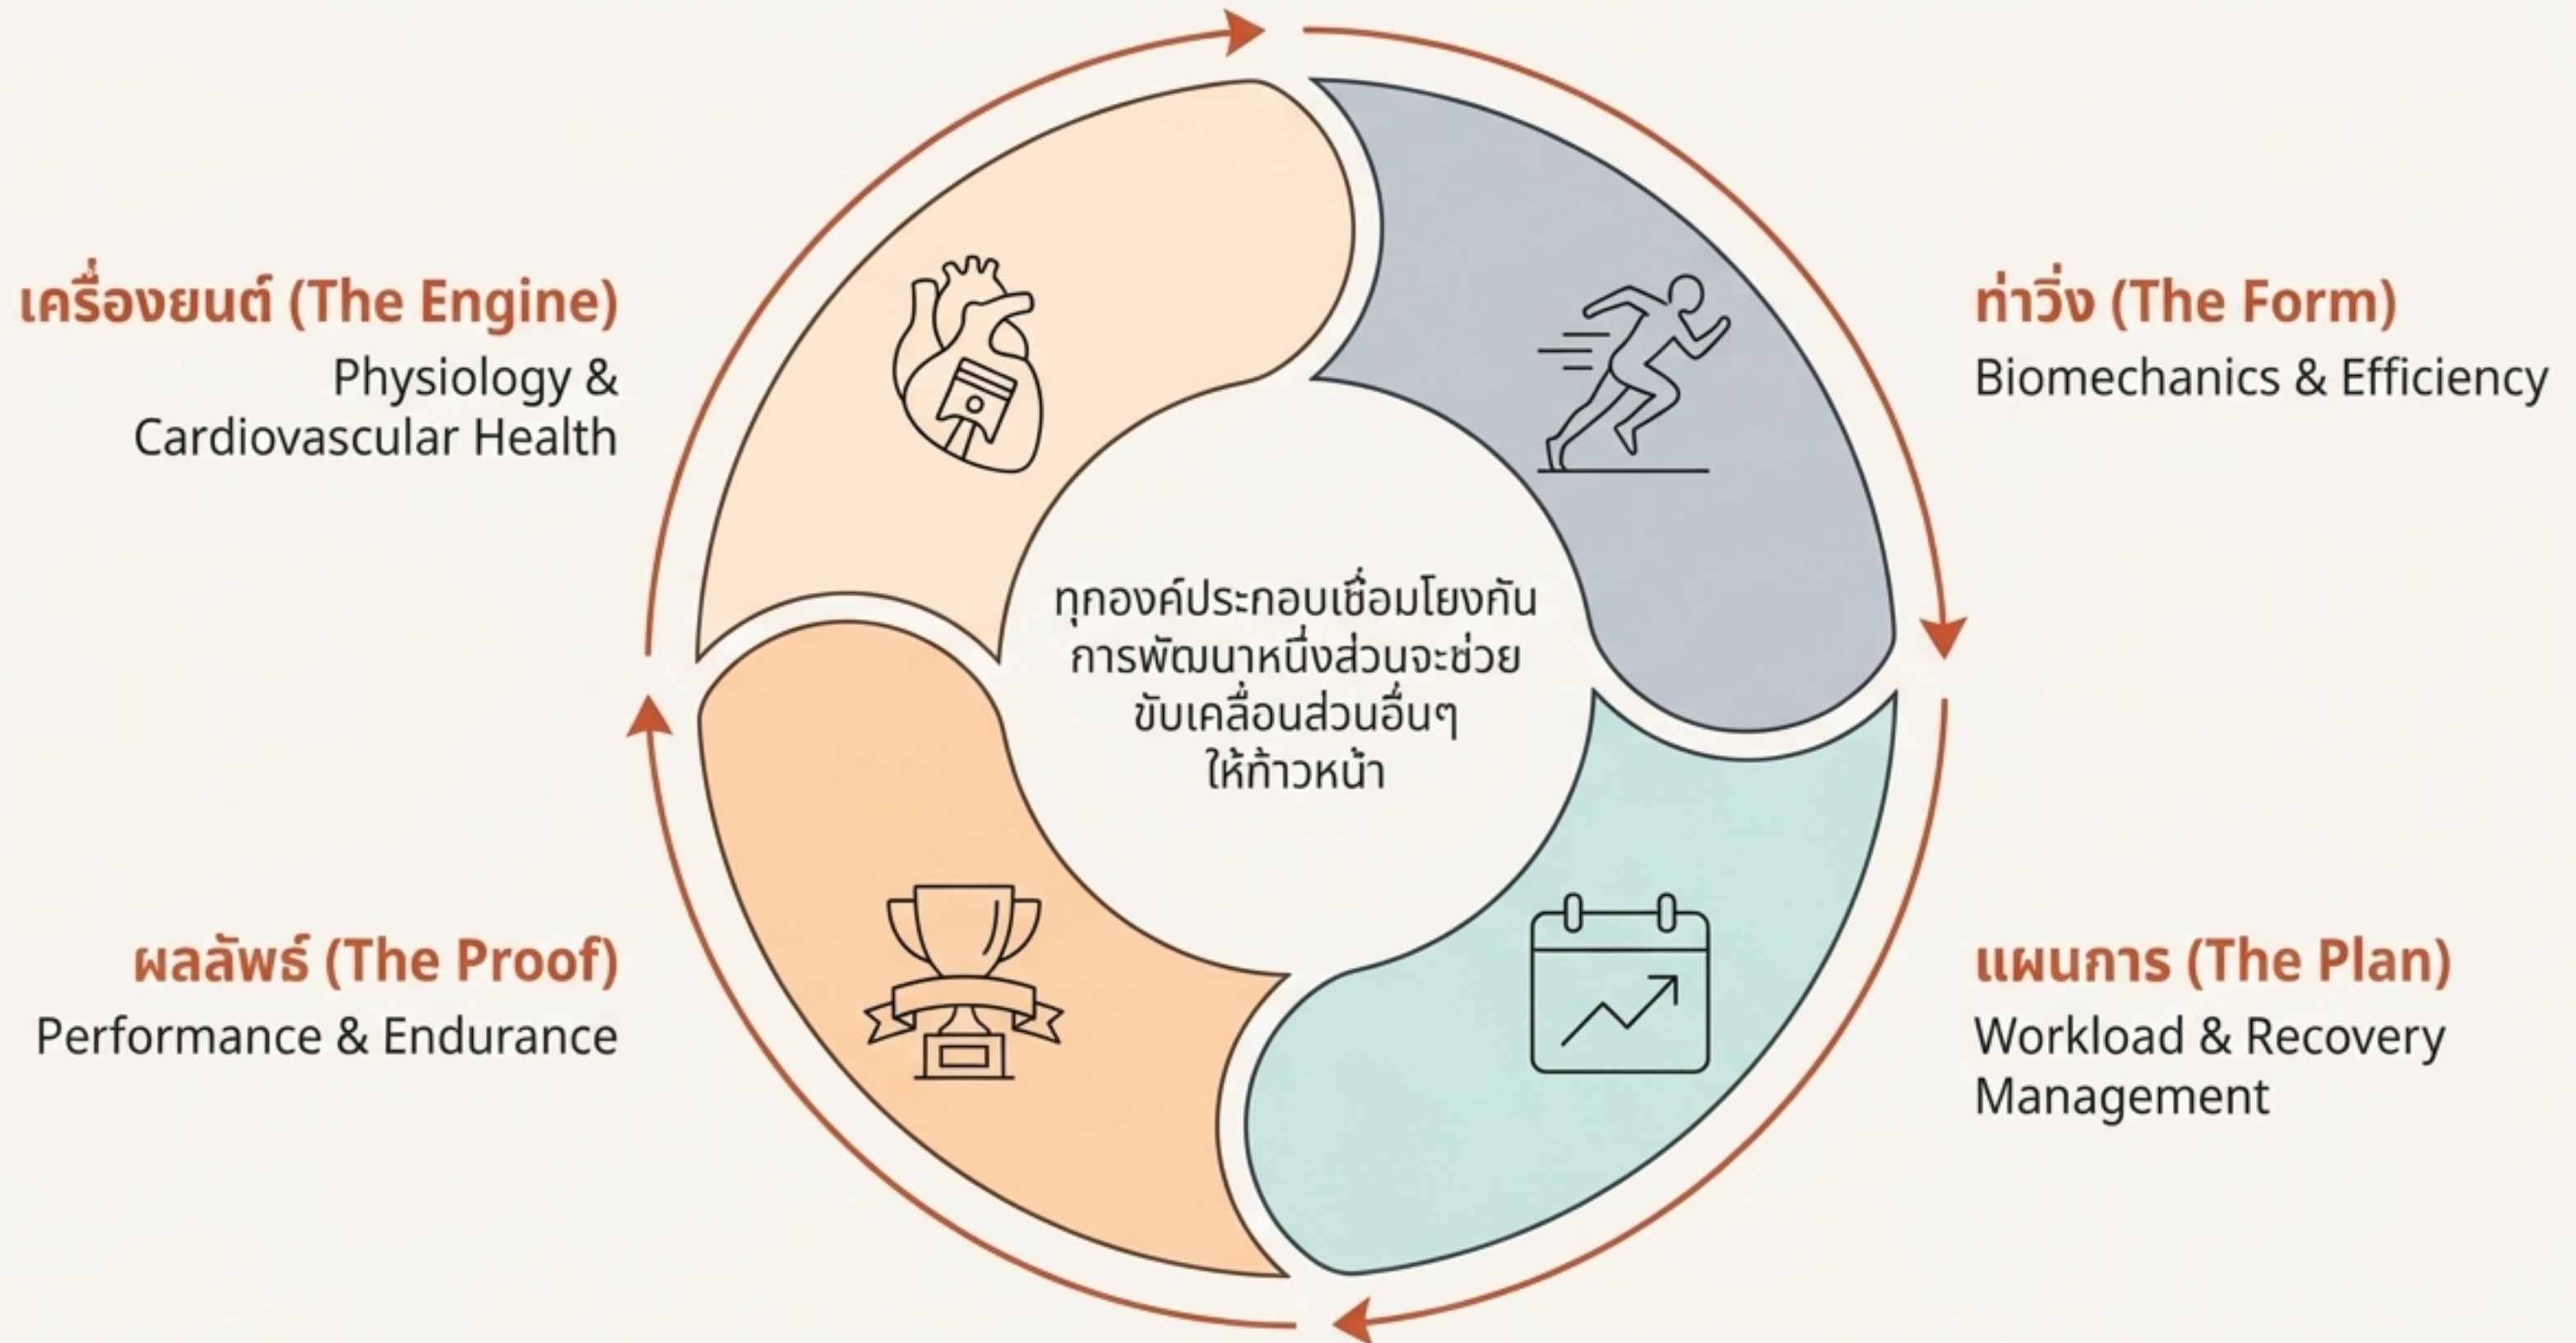 เครื่องยนต์ (The Engine)
Physiology &
Cardiovascular Health
ท่าวิ่ง (The Form)
Biomechanics & Efficiency
ทุกองค์ประกอบเชื่อมโยงกัน
การพัฒนาหนึ่งส่วนจะช่วย
ขับเคลื่อนส่วนอื่นๆ
ให้ก้าวหน้า
ผลลัพธ์ (The Proof)
Performance & Endurance
แผนการ (The Plan)
Workload & Recovery
Management